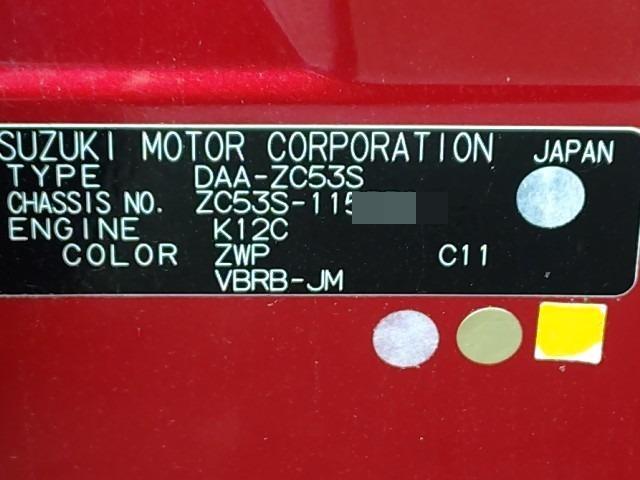 SUZUKI MOTOR CORPORATION JAPAN
TYPE DAA-ZC53S
CHASSIS NO. ZC53S-115
ENGINE K12C
COLOR ZWP C11
VBRB-JM